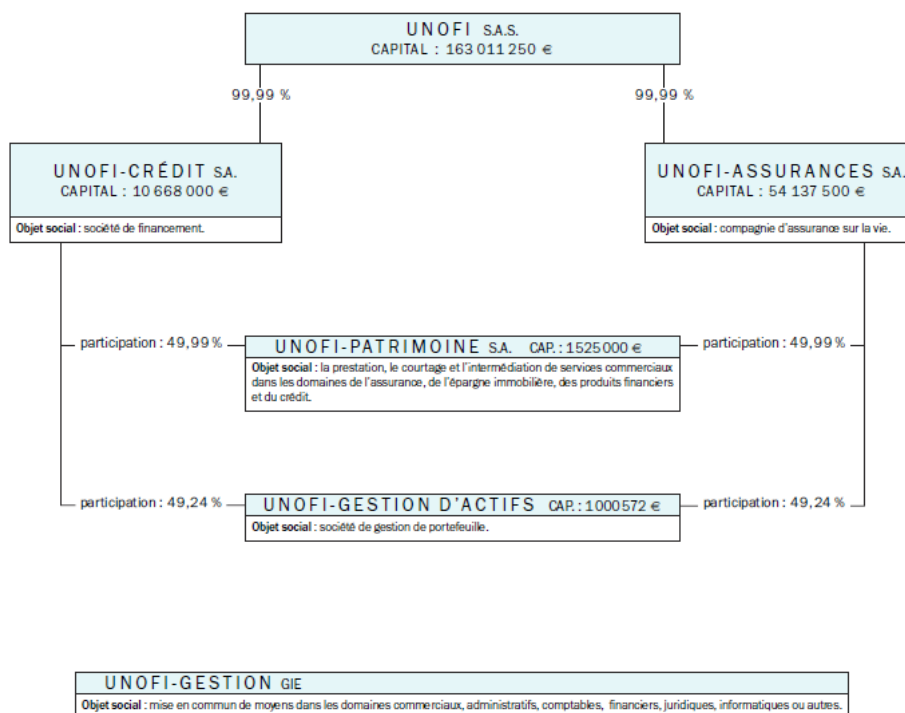 UNOFI S.A.S.
CAPITAL : 163 011 250 €
99,99 %
99,99 %
UNOFI-CRÉDIT S.A.
CAPITAL : 10 668 000 €
Objet social : société de financement.
UNOFI-ASSURANCES S.A.
CAPITAL : 54 137 500 €
Objet social : compagnie d'assurance sur la vie.
participation : 49,99 %
UNOFI-PATRIMOINE S.A. CAP. : 1 525 000 €
participation : 49,99 %
Objet social : la prestation, le courtage et l'intermédiation de services commerciaux
dans les domaines de l'assurance, de l'épargne immobilière, des produits financiers
et du crédit.
participation : 49,24 %
UNOFI-GESTION D'ACTIFS CAP. : 1 000 572 €
participation : 49,24 %
Objet social : société de gestion de portefeuille.
UNOFI-GESTION GIE
Objet social : mise en commun de moyens dans les domaines commerciaux, administratifs, comptables, financiers, juridiques, informatiques ou autres.